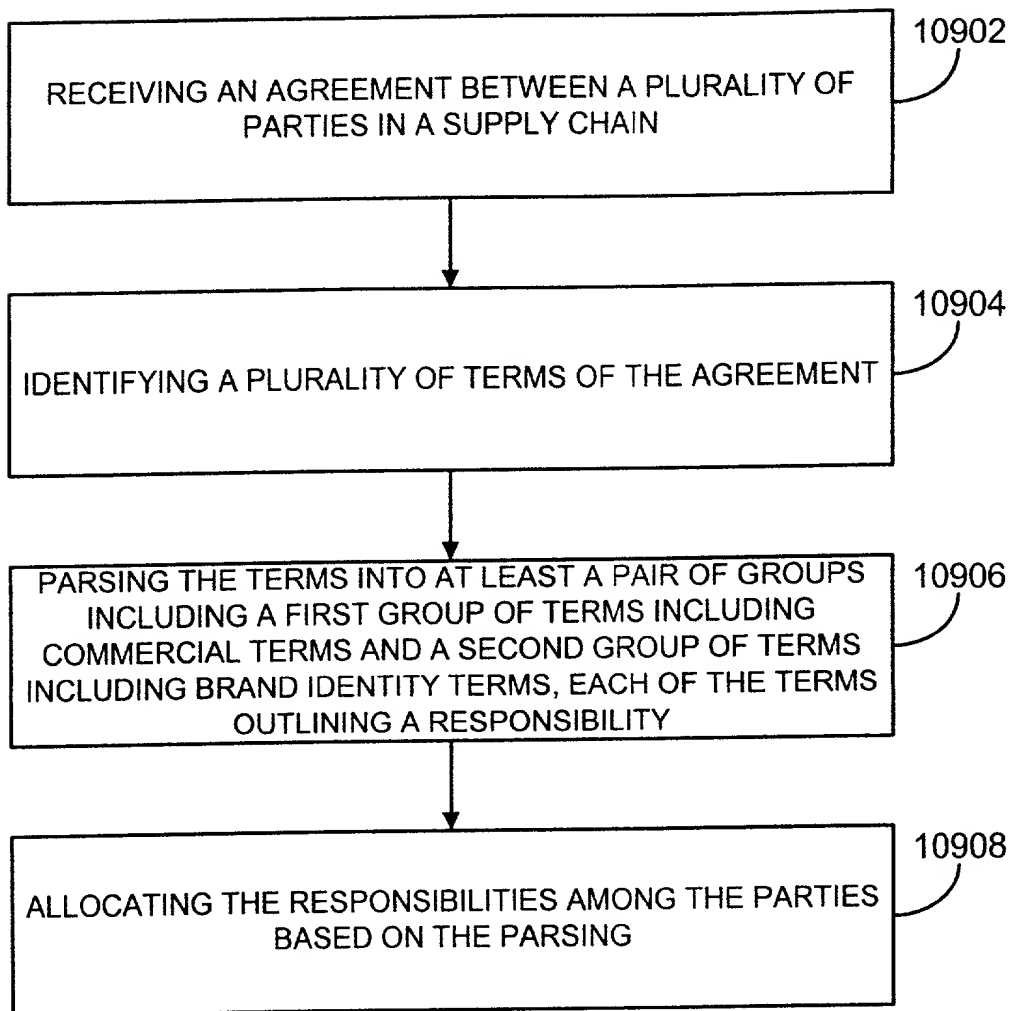 10902
RECEIVING AN AGREEMENT BETWEEN A PLURALITY OF
PARTIES IN A SUPPLY CHAIN
10904
IDENTIFYING A PLURALITY OF TERMS OF THE AGREEMENT
10906
PARSING THE TERMS INTO AT LEAST A PAIR OF GROUPS
INCLUDING A FIRST GROUP OF TERMS INCLUDING
COMMERCIAL TERMS AND A SECOND GROUP OF TERMS
INCLUDING BRAND IDENTITY TERMS, EACH OF THE TERMS
OUTLINING A RESPONSIBILITY
10908
ALLOCATING THE RESPONSIBILITIES AMONG THE PARTIES
BASED ON THE PARSING